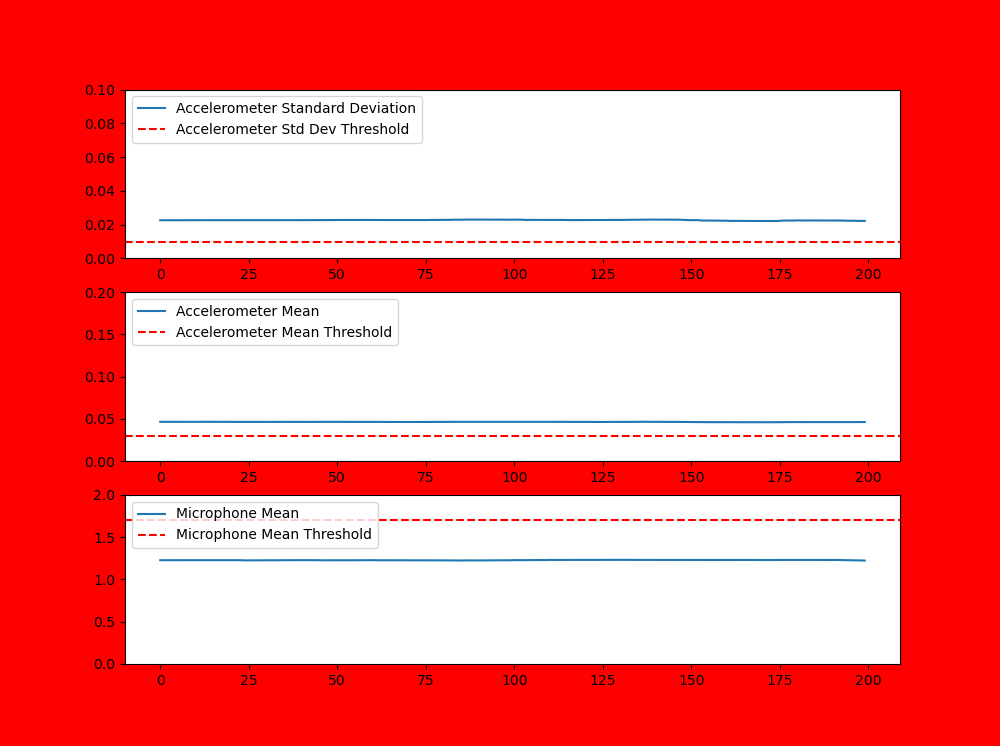 0.10
Accelerometer Standard Deviation
Accelerometer Std Dev Threshold
0.08
0.06
0.04
0.02
0.00
0 25 50 75 100 125 150 175 200
0.20
Accelerometer Mean
Accelerometer Mean Threshold
0.15
0.10
0.05
0.00
0 25 50 75 100 125 150 175 200
2.0
Microphone Mean
Microphone Mean Threshold
1.5
1.0
0.5
0.0
0 25 50 75 100 125 150 175 200